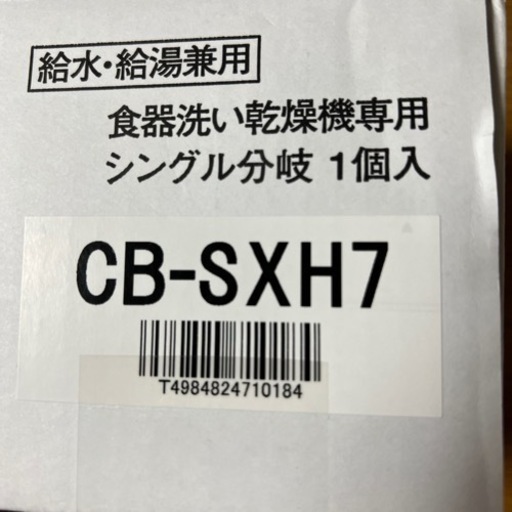 給水・給湯兼用
食器洗い乾燥機専用
シングル分岐 1個入
CB-SXH7
T4984824710184